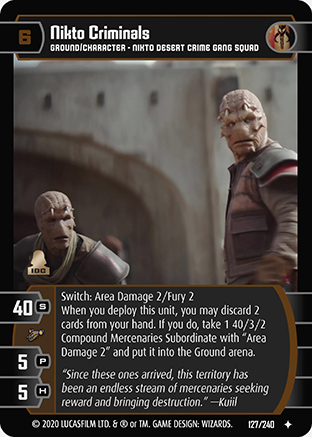 6
Nikto Criminals
GROUND/CHARACTER - NIKTO DESERT CRIME GANG SQUAD
IDC
40 S
5 P
5 H
Switch: Area Damage 2/Fury 2
When you deploy this unit, you may discard 2
cards from your hand. If you do, take 1 40/3/2
Compound Mercenaries Subordinate with “Area
Damage 2” and put it into the Ground arena.
“Since these ones arrived, this territory has
been an endless stream of mercenaries seeking
reward and bringing destruction.” —Kuiil
© 2020 LUCASFILM LTD. & ® or TM. GAME DESIGN: WIZARDS. 127/240